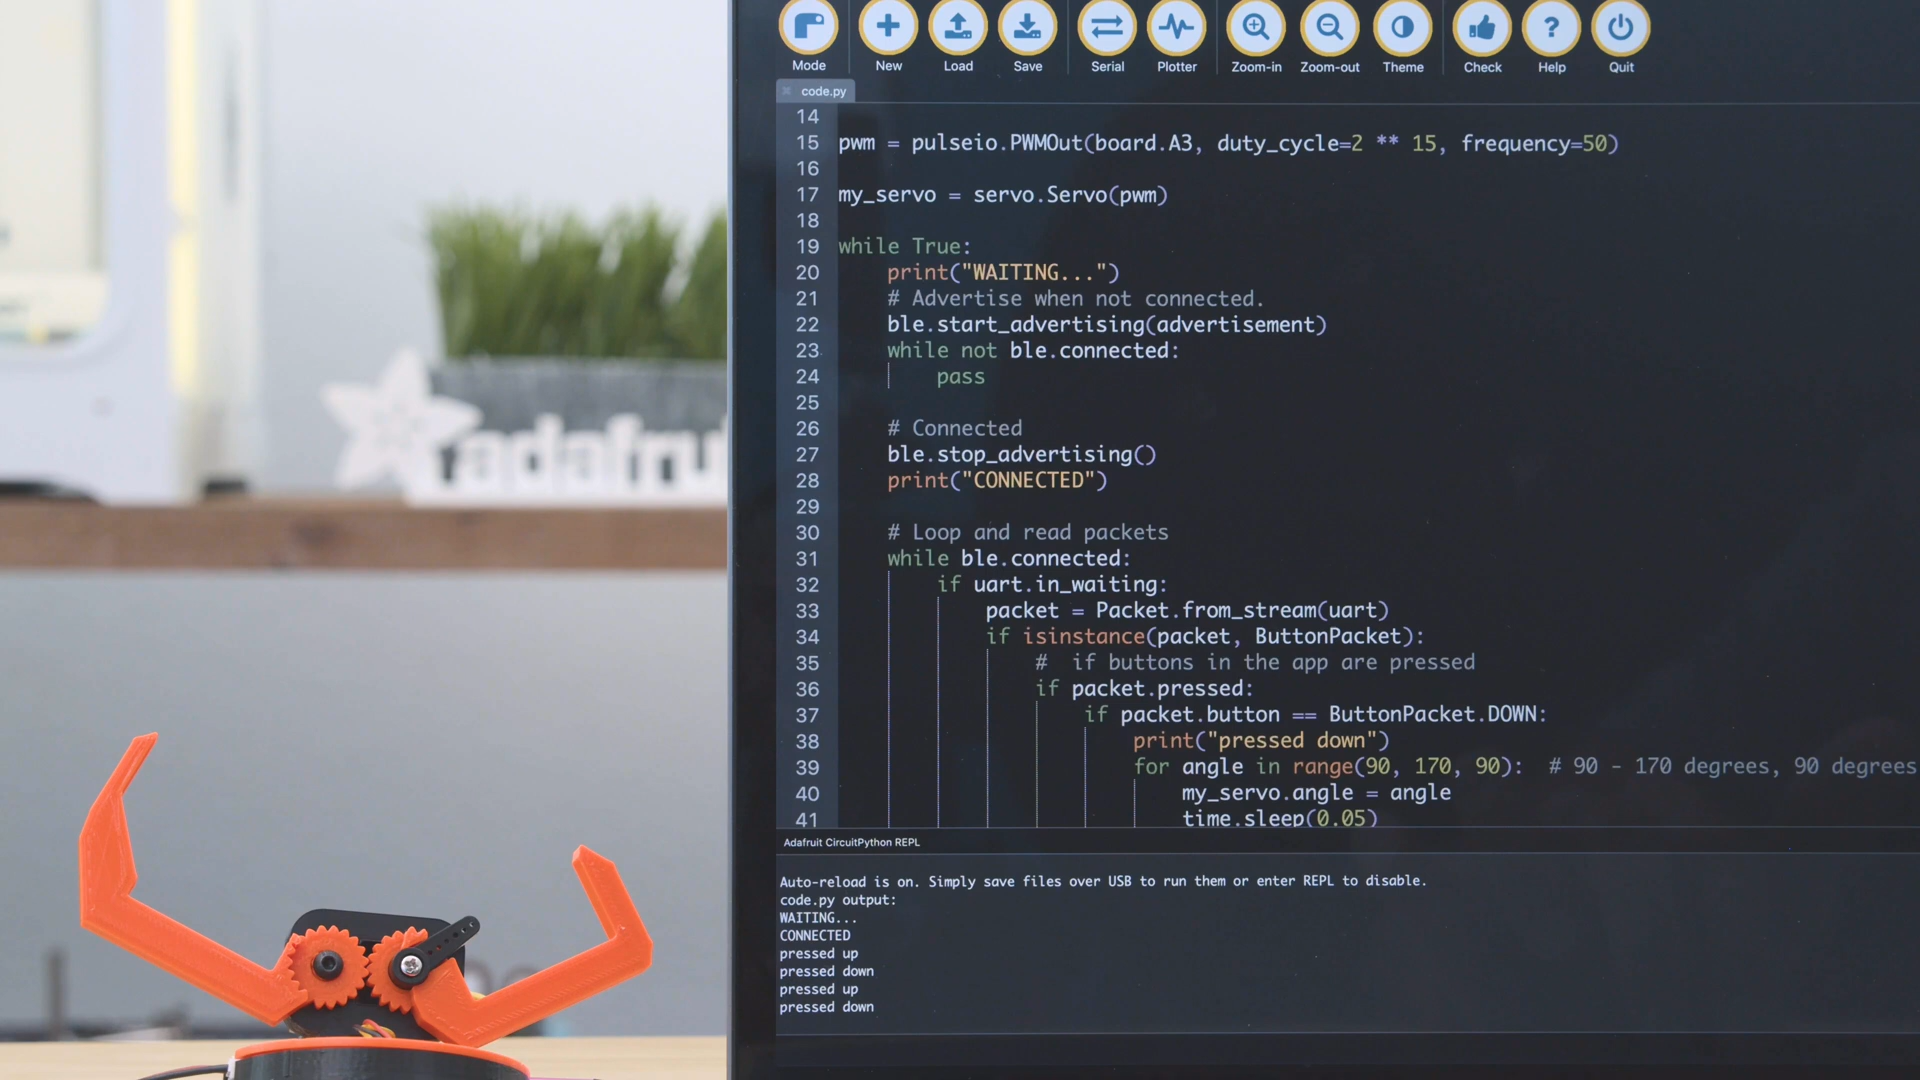 Mode New Load Save Serial Plotter Zoom-in Zoom-out Theme Check Help Quit
code.py
14
15 pwm = pulseio.PWMOut(board.A3, duty_cycle=2 ** 15, frequency=50)
16
17 my_servo = servo.Servo(pwm)
18
19 while True:
20 print("WAITING...")
21 # Advertise when not connected.
22 ble.start_advertising(advertisement)
23 while not ble.connected:
24 pass
25
26 # Connected
27 ble.stop_advertising()
28 print("CONNECTED")
29
30 # Loop and read packets
31 while ble.connected:
32 if uart.in_waiting:
33 packet = Packet.from_stream(uart)
34 if isinstance(packet, ButtonPacket):
35 #  if buttons in the app are pressed
36 if packet.pressed:
37 if packet.button == ButtonPacket.DOWN:
38 print("pressed down")
39 for angle in range(90, 170, 90):  # 90 - 170 degrees, 90 degrees
40 my_servo.angle = angle
41 time.sleep(0.05)
Adafruit CircuitPython REPL
Auto-reload is on. Simply save files over USB to run them or enter REPL to disable.
code.py output:
WAITING...
CONNECTED
pressed up
pressed down
pressed up
pressed down
adafru